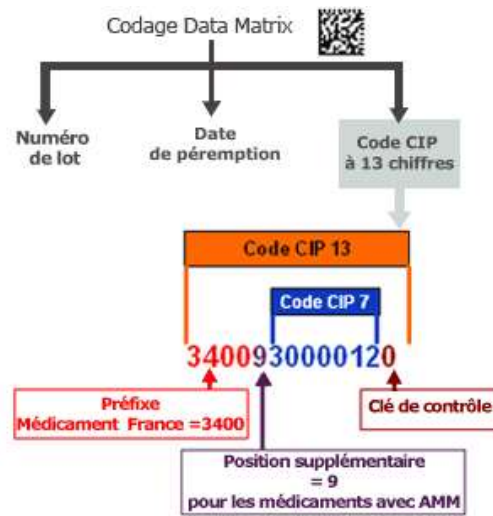 Codage Data Matrix
Numéro
de lot
Date
de péremption
Code CIP
à 13 chiffres
Code CIP 13
Code CIP 7
3400930000120
Préfixe
Médicament France =3400
Clé de contrôle
Position supplémentaire
= 9
pour les médicaments avec AMM